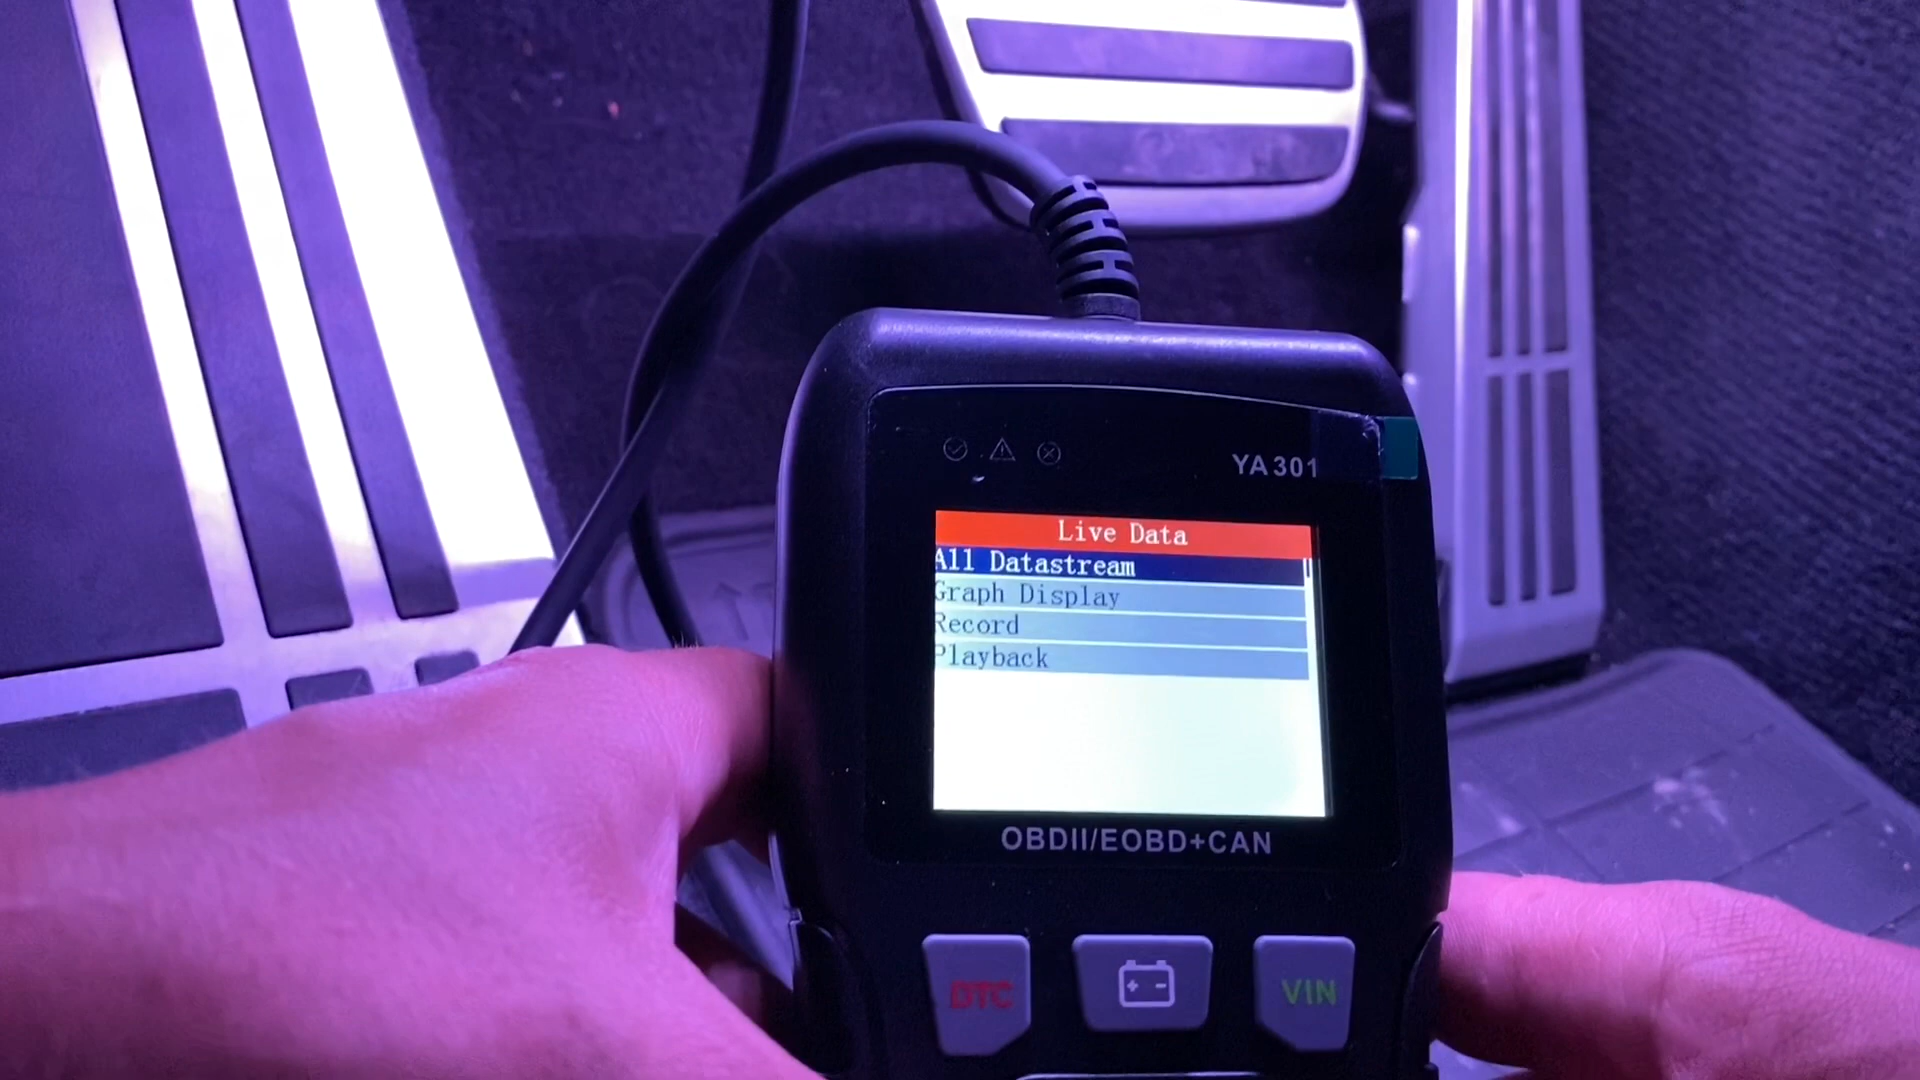 YA301
Live Data
All Datastream
Graph Display
Record
Playback
OBDII/EOBD+CAN
DTC
VIN